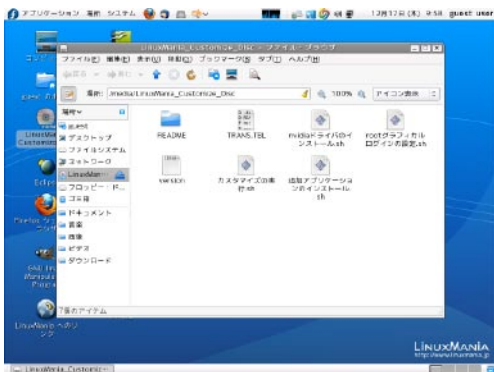 アプリケーション 場所 システム
12月12日(水) 9:58 guest user
LinuxMania_Customize_Disc - ファイル・ブラウザ
ファイル(F) 編集(E) 表示(V) 移動(G) ブックマーク(B) タブ(T) ヘルプ(H)
場所: /media/LinuxMania_Customize_Disc
100%
アイコン表示
場所
guest
デスクトップ
ファイルシステム
ネットワーク
LinuxMan…
フロッピー・ド…
ゴミ箱
ドキュメント
音楽
画像
ビデオ
ダウンロード
README
TRANS.TBL
nvidiaドライバのインストール.sh
rootグラフィカルログインの設定.sh
version
カスタマイズの実行.sh
追加アプリケーションのインストール.sh
7個のアイテム
LinuxMania
LinuxMania_Customiz…